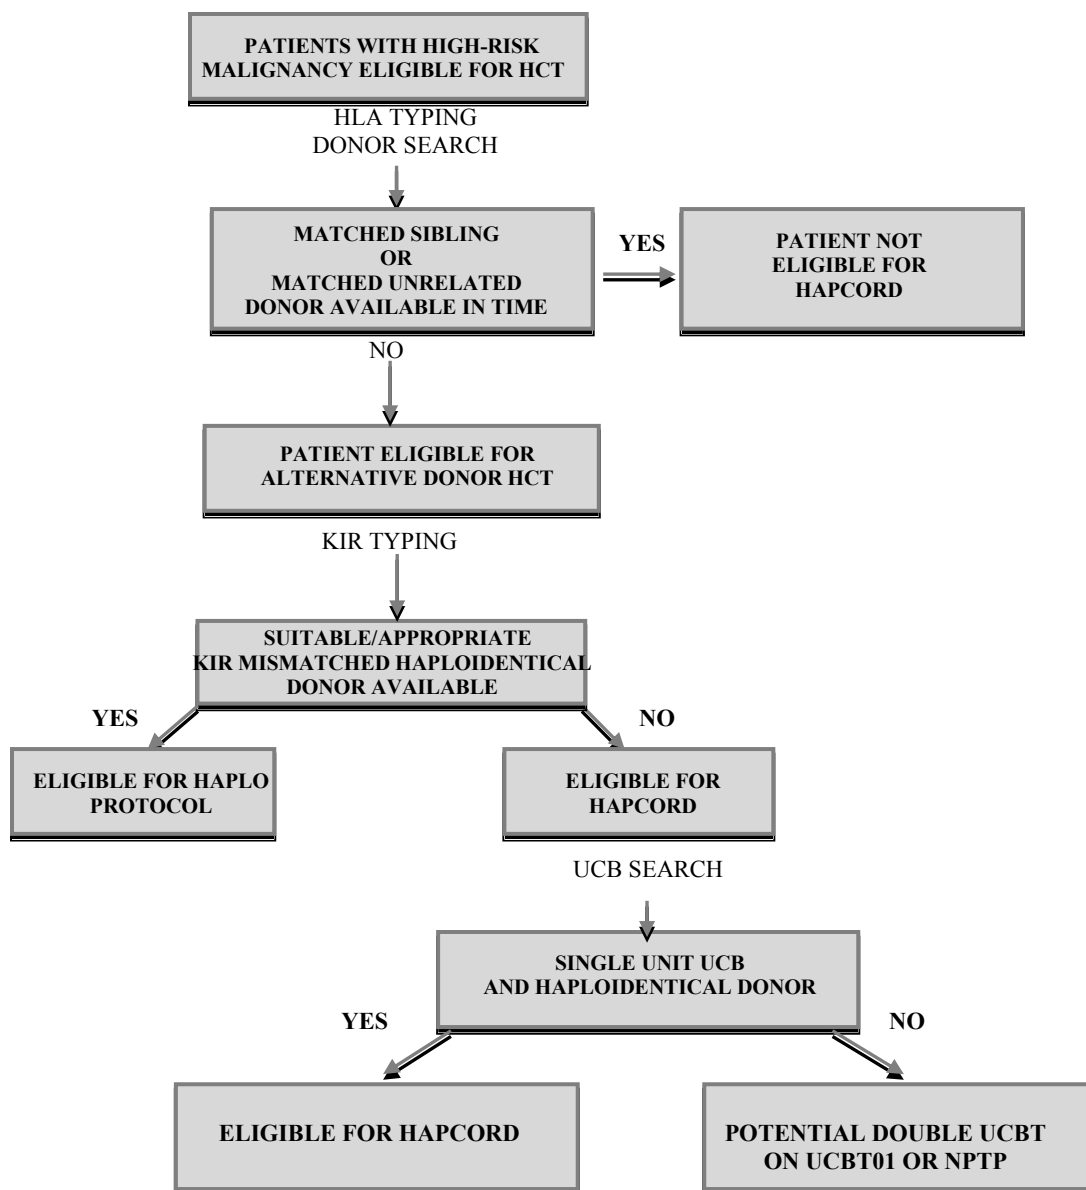 PATIENTS WITH HIGH-RISK
MALIGNANCY ELIGIBLE FOR HCT
HLA TYPING
DONOR SEARCH
MATCHED SIBLING
OR
MATCHED UNRELATED
DONOR AVAILABLE IN TIME
YES
PATIENT NOT
ELIGIBLE FOR
HAPCORD
NO
PATIENT ELIGIBLE FOR
ALTERNATIVE DONOR HCT
KIR TYPING
SUITABLE/APPROPRIATE
KIR MISMATCHED HAPLOIDENTICAL
DONOR AVAILABLE
YES
NO
ELIGIBLE FOR HAPLO
PROTOCOL
ELIGIBLE FOR
HAPCORD
UCB SEARCH
SINGLE UNIT UCB
AND HAPLOIDENTICAL DONOR
YES
NO
ELIGIBLE FOR HAPCORD
POTENTIAL DOUBLE UCBT
ON UCBT01 OR NPTP